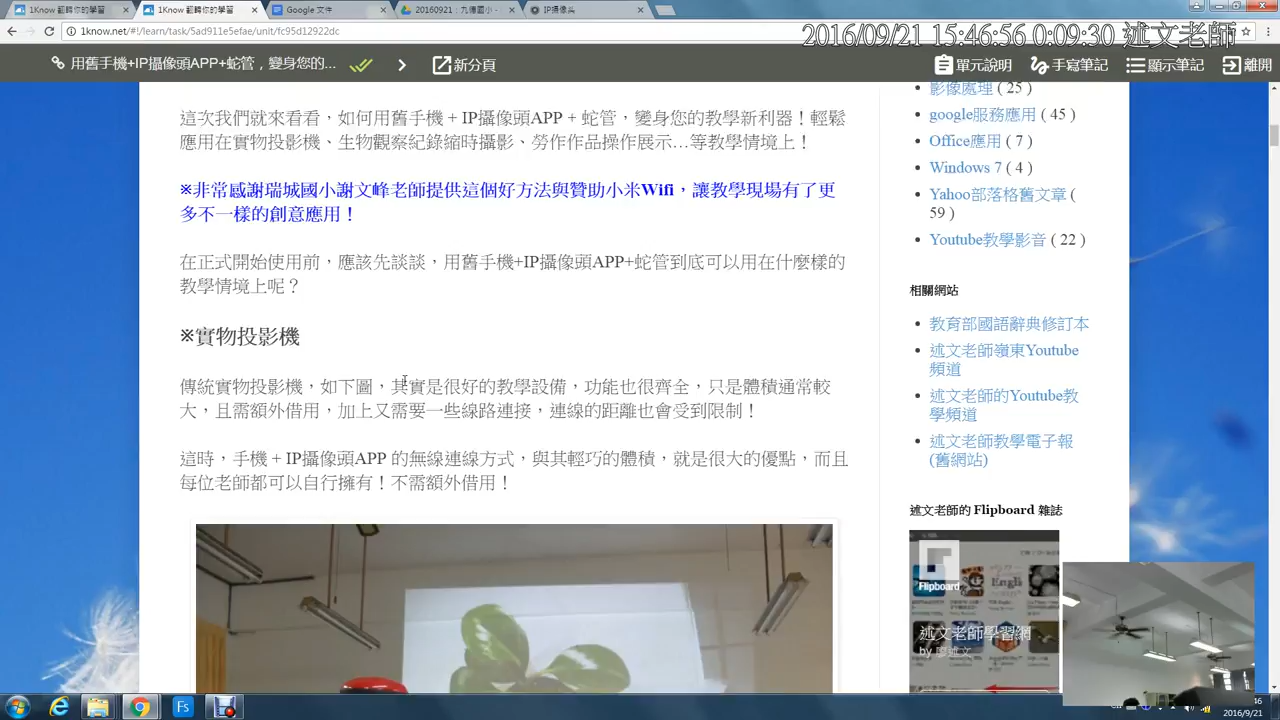 1Know 翻轉你的學習
1Know 翻轉你的學習
Google 文件
20160921：九德國小
IP攝像头
1know.net/#!/learn/task/5ad911e5efae/unit/fc95d12922dc
2016/09/21 15:46:56 0:09:30 述文老師
用舊手機+IP攝像頭APP+蛇管，變身您的...
新分頁
單元說明
手寫筆記
顯示筆記
離開
這次我們就來看看，如何用舊手機 + IP攝像頭APP + 蛇管，變身您的教學新利器！輕鬆
應用在實物投影機、生物觀察紀錄縮時攝影、勞作作品操作展示…等教學情境上！
※非常感謝瑞城國小謝文峰老師提供這個好方法與贊助小米Wifi，讓教學現場有了更
多不一樣的創意應用！
在正式開始使用前，應該先談談，用舊手機+IP攝像頭APP+蛇管到底可以用在什麼樣的
教學情境上呢？
※實物投影機
傳統實物投影機，如下圖，其實是很好的教學設備，功能也很齊全，只是體積通常較
大，且需額外借用，加上又需要一些線路連接，連線的距離也會受到限制！
這時，手機 + IP攝像頭APP 的無線連線方式，與其輕巧的體積，就是很大的優點，而且
每位老師都可以自行擁有！不需額外借用！
影像處理 ( 25 )
google服務應用 ( 45 )
Office應用 ( 7 )
Windows 7 ( 4 )
Yahoo部落格舊文章 (
59 )
Youtube教學影音 ( 22 )
相關網站
教育部國語辭典修訂本
述文老師嶺東Youtube
頻道
述文老師的Youtube教
學頻道
述文老師教學電子報
(舊網站)
述文老師的 Flipboard 雜誌
Flipboard
述文老師學習網
by 廖述文
Fs
2016/9/21